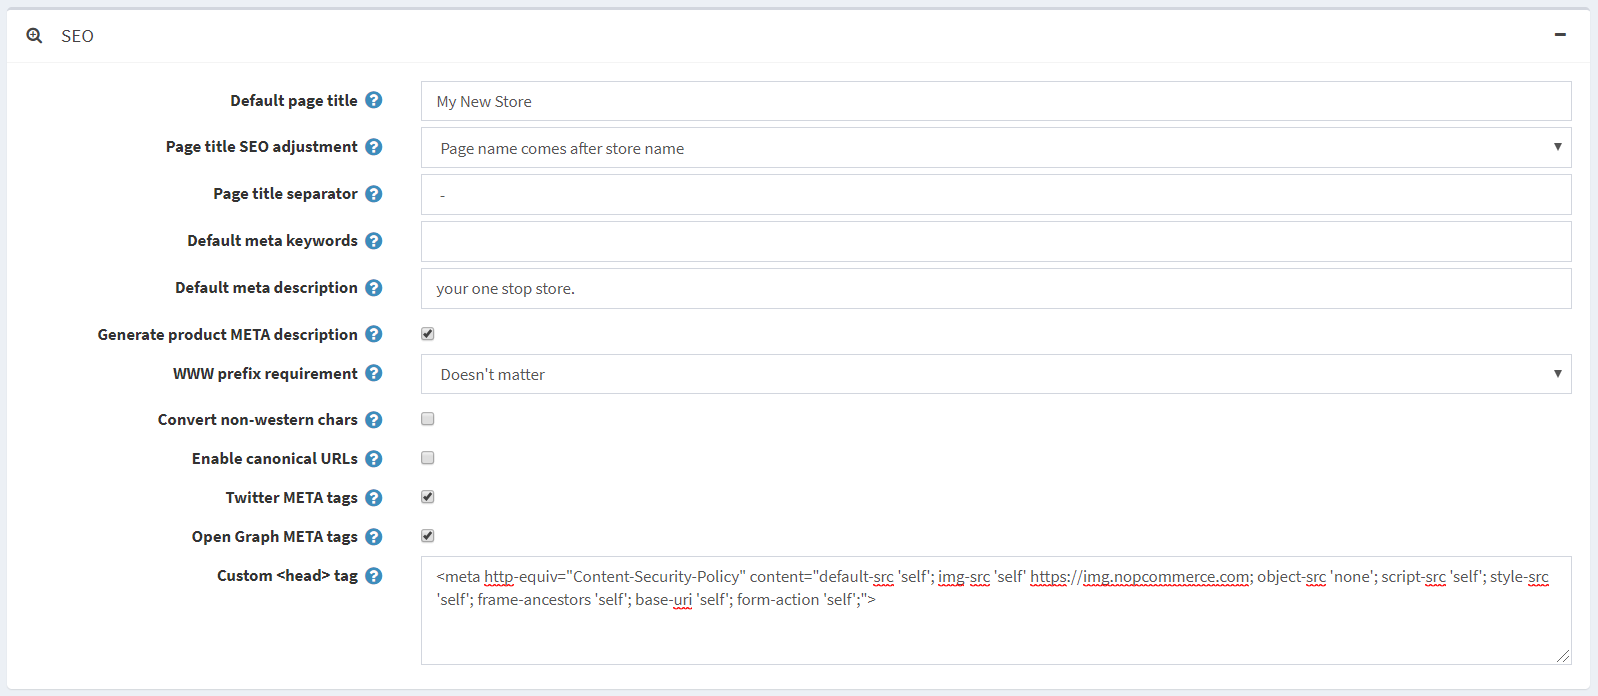 SEO
Default page title ? My New Store
Page title SEO adjustment ? Page name comes after store name
Page title separator ? -
Default meta keywords ?
Default meta description ? your one stop store.
Generate product META description ?
WWW prefix requirement ? Doesn't matter
Convert non-western chars ?
Enable canonical URLs ?
Twitter META tags ?
Open Graph META tags ?
Custom <head> tag ? <meta http-equiv="Content-Security-Policy" content="default-src 'self'; img-src 'self' https://img.nopcommerce.com; object-src 'none'; script-src 'self'; style-src
'self'; frame-ancestors 'self'; base-uri 'self'; form-action 'self';">